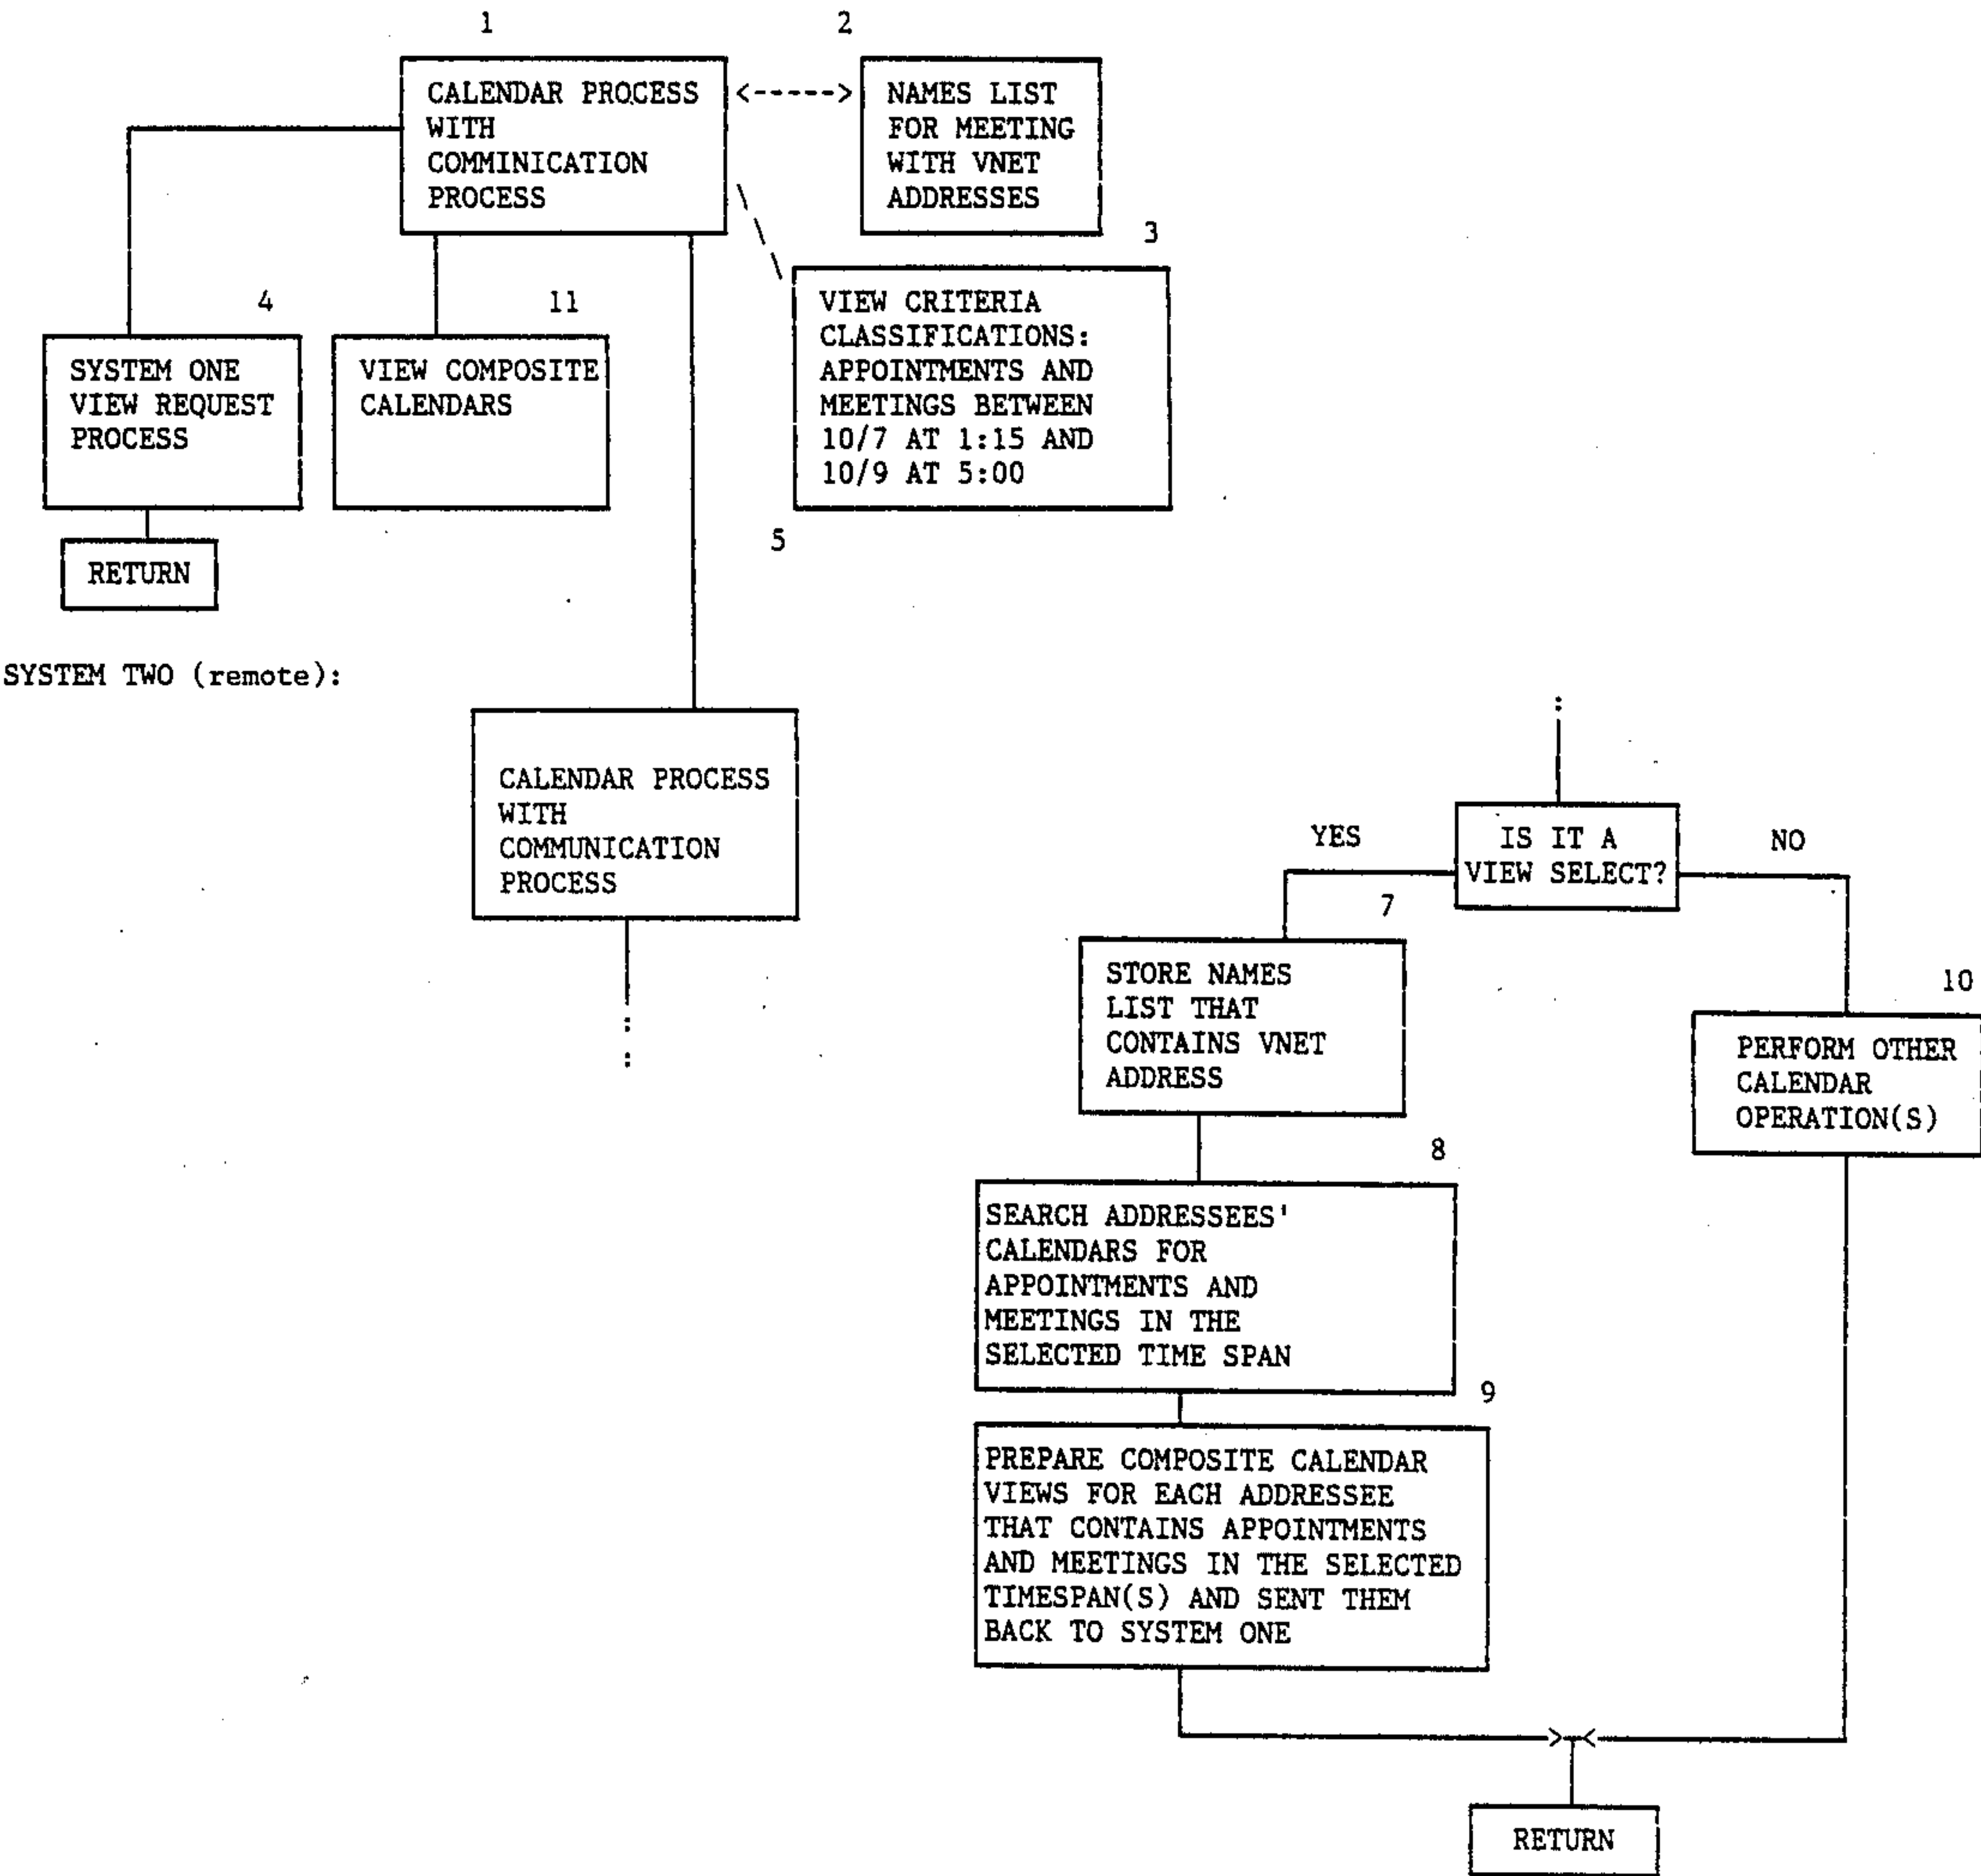 1
2
CALENDAR PROCESS
WITH
COMMINICATION
PROCESS
<----->
NAMES LIST
FOR MEETING
WITH VNET
ADDRESSES
3
VIEW CRITERIA
CLASSIFICATIONS:
APPOINTMENTS AND
MEETINGS BETWEEN
10/7 AT 1:15 AND
10/9 AT 5:00
4
SYSTEM ONE
VIEW REQUEST
PROCESS
RETURN
11
VIEW COMPOSITE
CALENDARS
5
SYSTEM TWO (remote):
CALENDAR PROCESS
WITH
COMMUNICATION
PROCESS
:
:
:
IS IT A
VIEW SELECT?
YES
NO
7
STORE NAMES
LIST THAT
CONTAINS VNET
ADDRESS
8
SEARCH ADDRESSEES'
CALENDARS FOR
APPOINTMENTS AND
MEETINGS IN THE
SELECTED TIME SPAN
9
PREPARE COMPOSITE CALENDAR
VIEWS FOR EACH ADDRESSEE
THAT CONTAINS APPOINTMENTS
AND MEETINGS IN THE SELECTED
TIMESPAN(S) AND SENT THEM
BACK TO SYSTEM ONE
10
PERFORM OTHER
CALENDAR
OPERATION(S)
RETURN